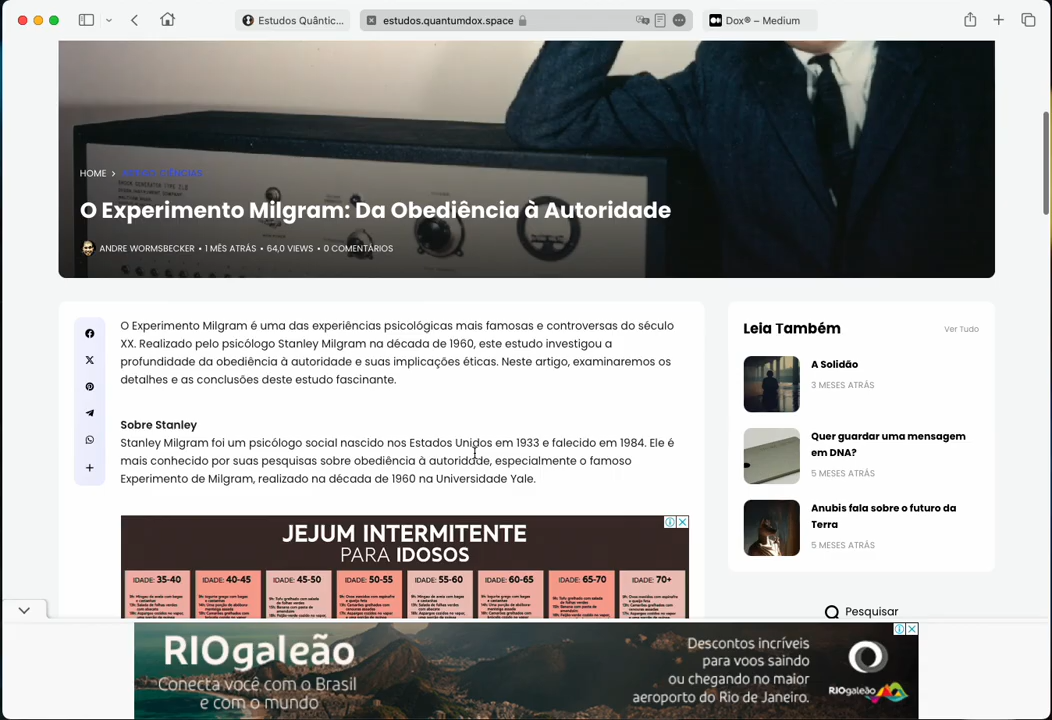 Estudos Quântic...
estudos.quantumdox.space
Dox® – Medium
HOME
O Experimento Milgram: Da Obediência à Autoridade
ANDRE WORMSBECKER • 1 MÊS ATRÁS • 64,0 VIEWS • 0 COMENTÁRIOS
O Experimento Milgram é uma das experiências psicológicas mais famosas e controversas do século
XX. Realizado pelo psicólogo Stanley Milgram na década de 1960, este estudo investigou a
profundidade da obediência à autoridade e suas implicações éticas. Neste artigo, examinaremos os
detalhes e as conclusões deste estudo fascinante.
Sobre Stanley
Stanley Milgram foi um psicólogo social nascido nos Estados Unidos em 1933 e falecido em 1984. Ele é
mais conhecido por suas pesquisas sobre obediência à autoridade, especialmente o famoso
Experimento de Milgram, realizado na década de 1960 na Universidade Yale.
JEJUM INTERMITENTE
PARA IDOSOS
IDADE: 35-40 IDADE: 40-45 IDADE: 45-50 IDADE: 50-55 IDADE: 55-60 IDADE: 60-65 IDADE: 65-70 IDADE: 70+
Leia Também
Ver Tudo
A Solidão
3 MESES ATRÁS
Quer guardar uma mensagem
em DNA?
5 MESES ATRÁS
Anubis fala sobre o futuro da
Terra
5 MESES ATRÁS
Pesquisar
RIOgaleão
Conecta você com o Brasil
e com o mundo
Descontos incríveis
para voos saindo
ou chegando no maior
aeroporto do Rio de Janeiro.
RIOgaleão